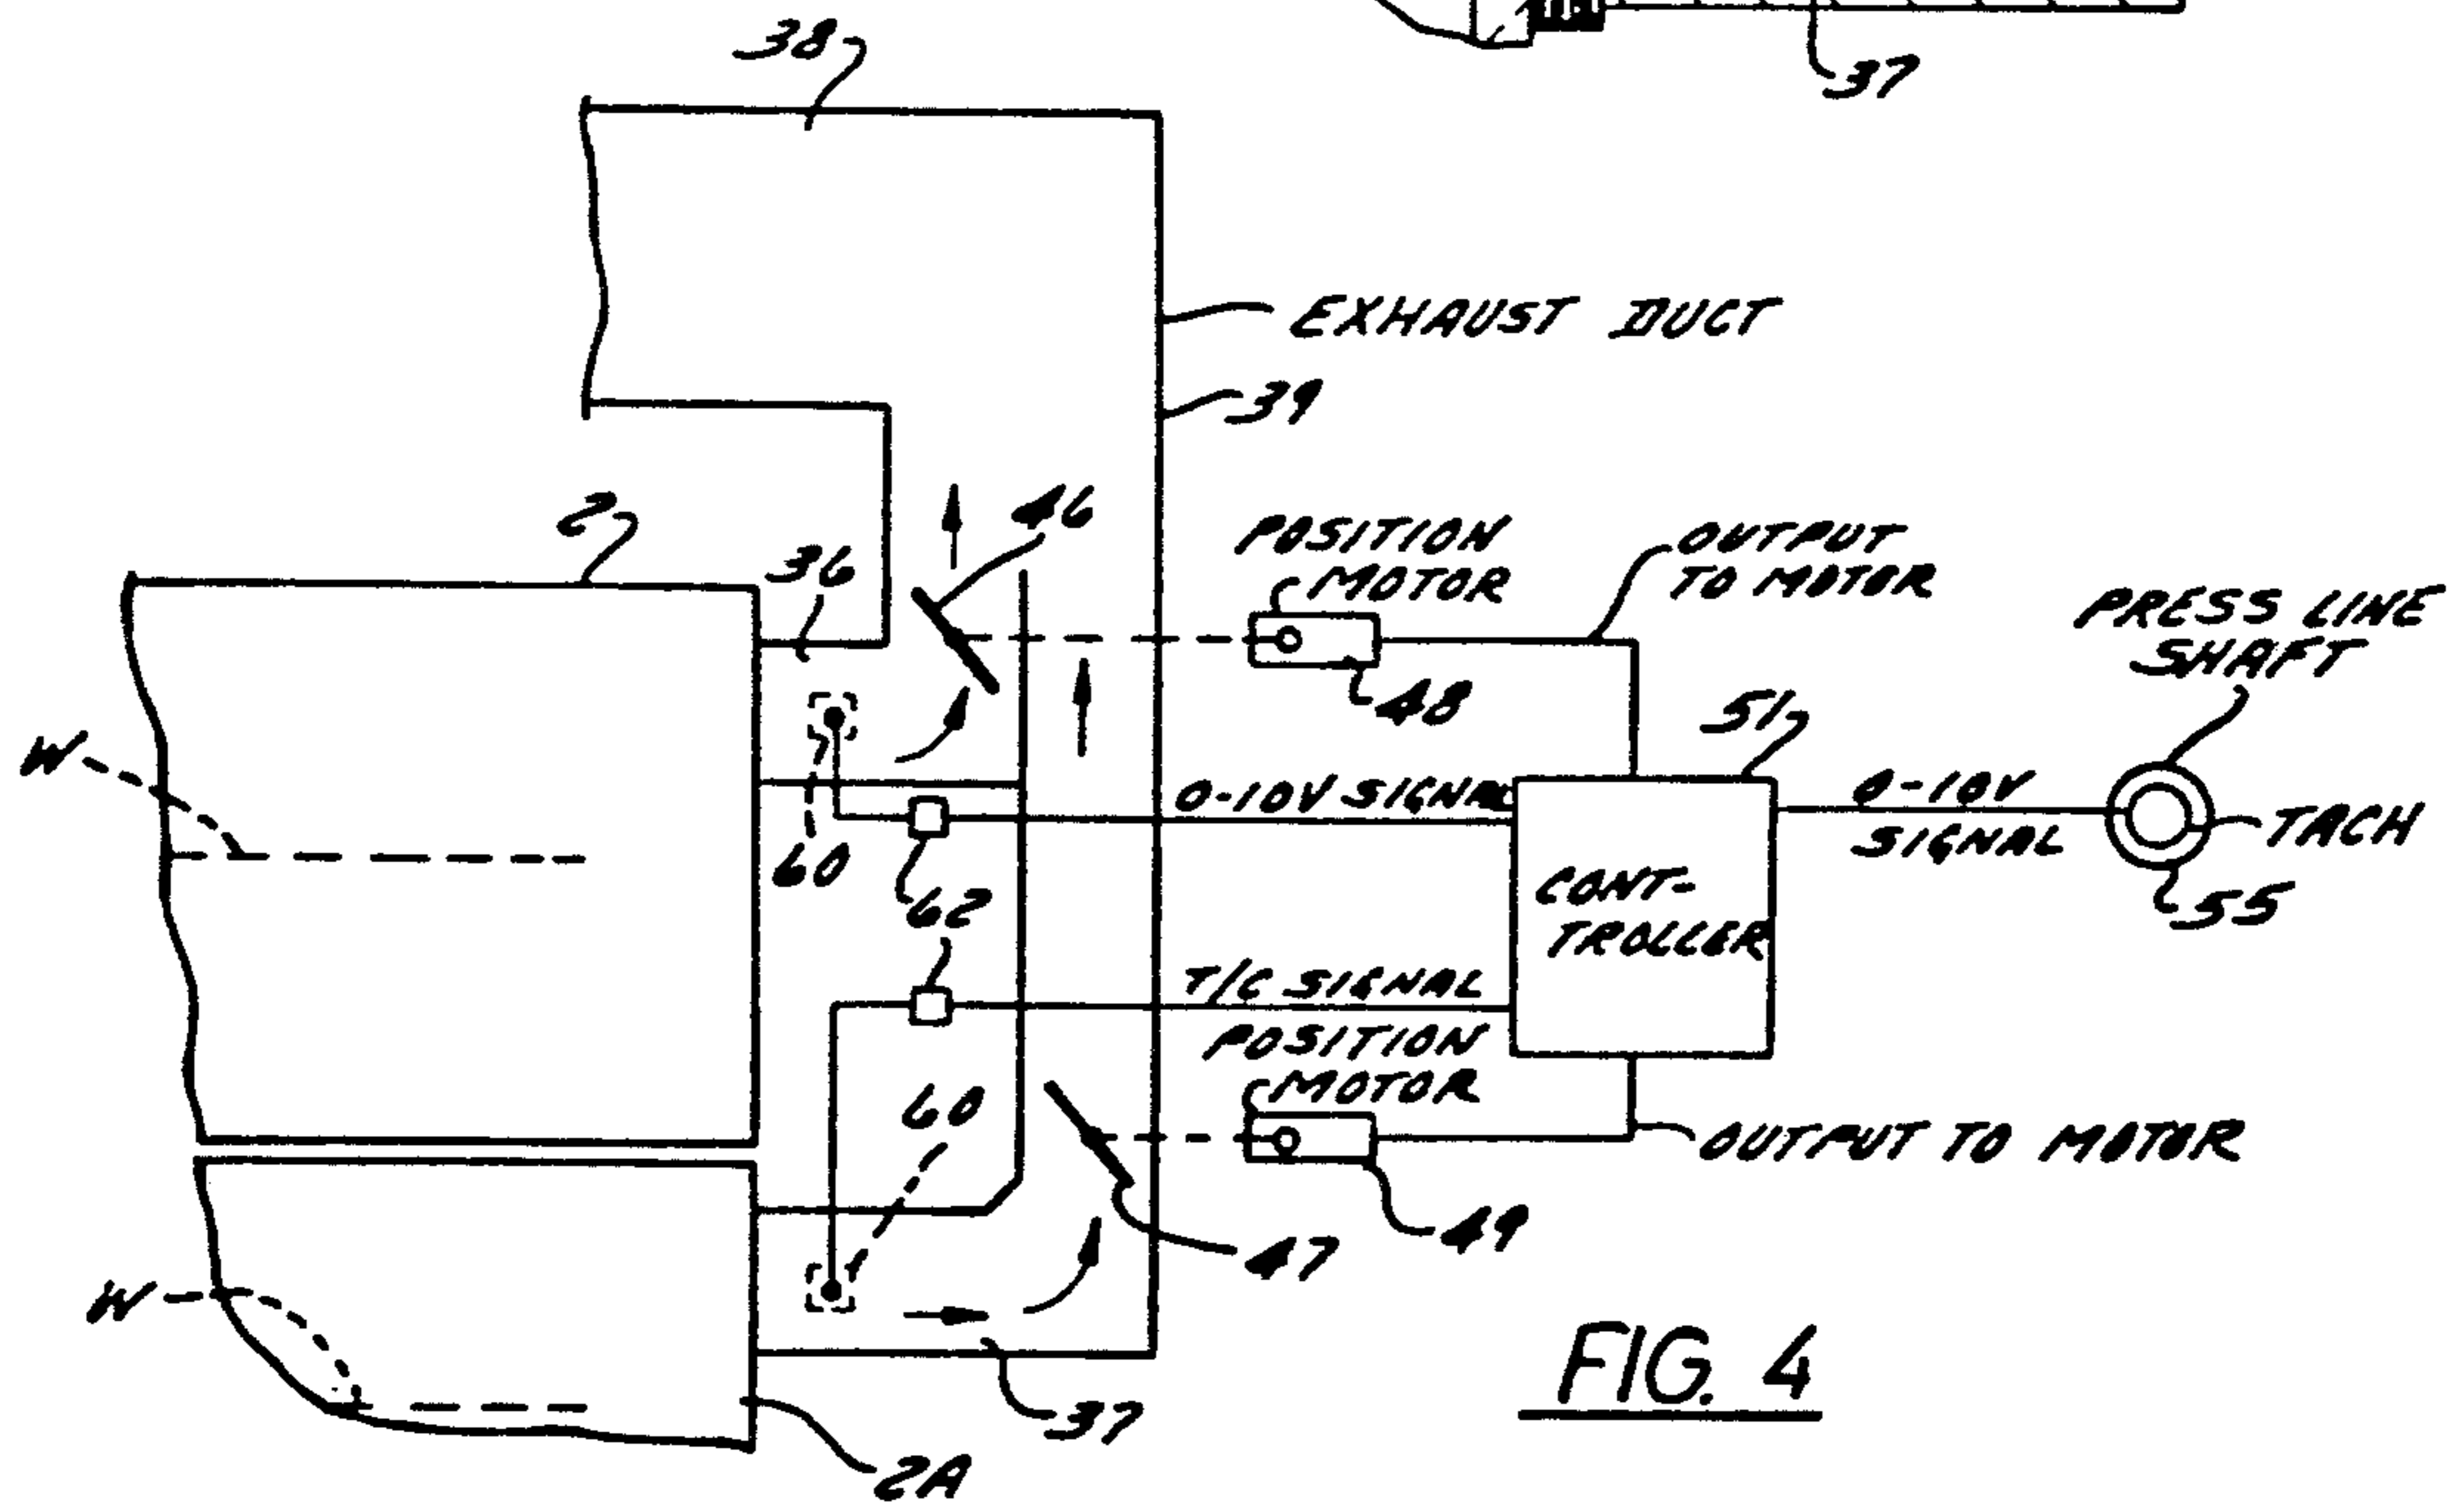 37
38
EXHAUST DUCT
39
2
36
46
POSITION
MOTOR
OUTPUT
TO MOTOR
PRESS LINE
SHAFT
48
51
W
0-10V SIGNAL
0-10V
SIGNAL
TACH
60
62
CONT-
TROLLER
55
T/C SIGNAL
POSITION
MOTOR
60
OUTPUT TO MOTOR
49
47
W
37
2A
FIG. 4